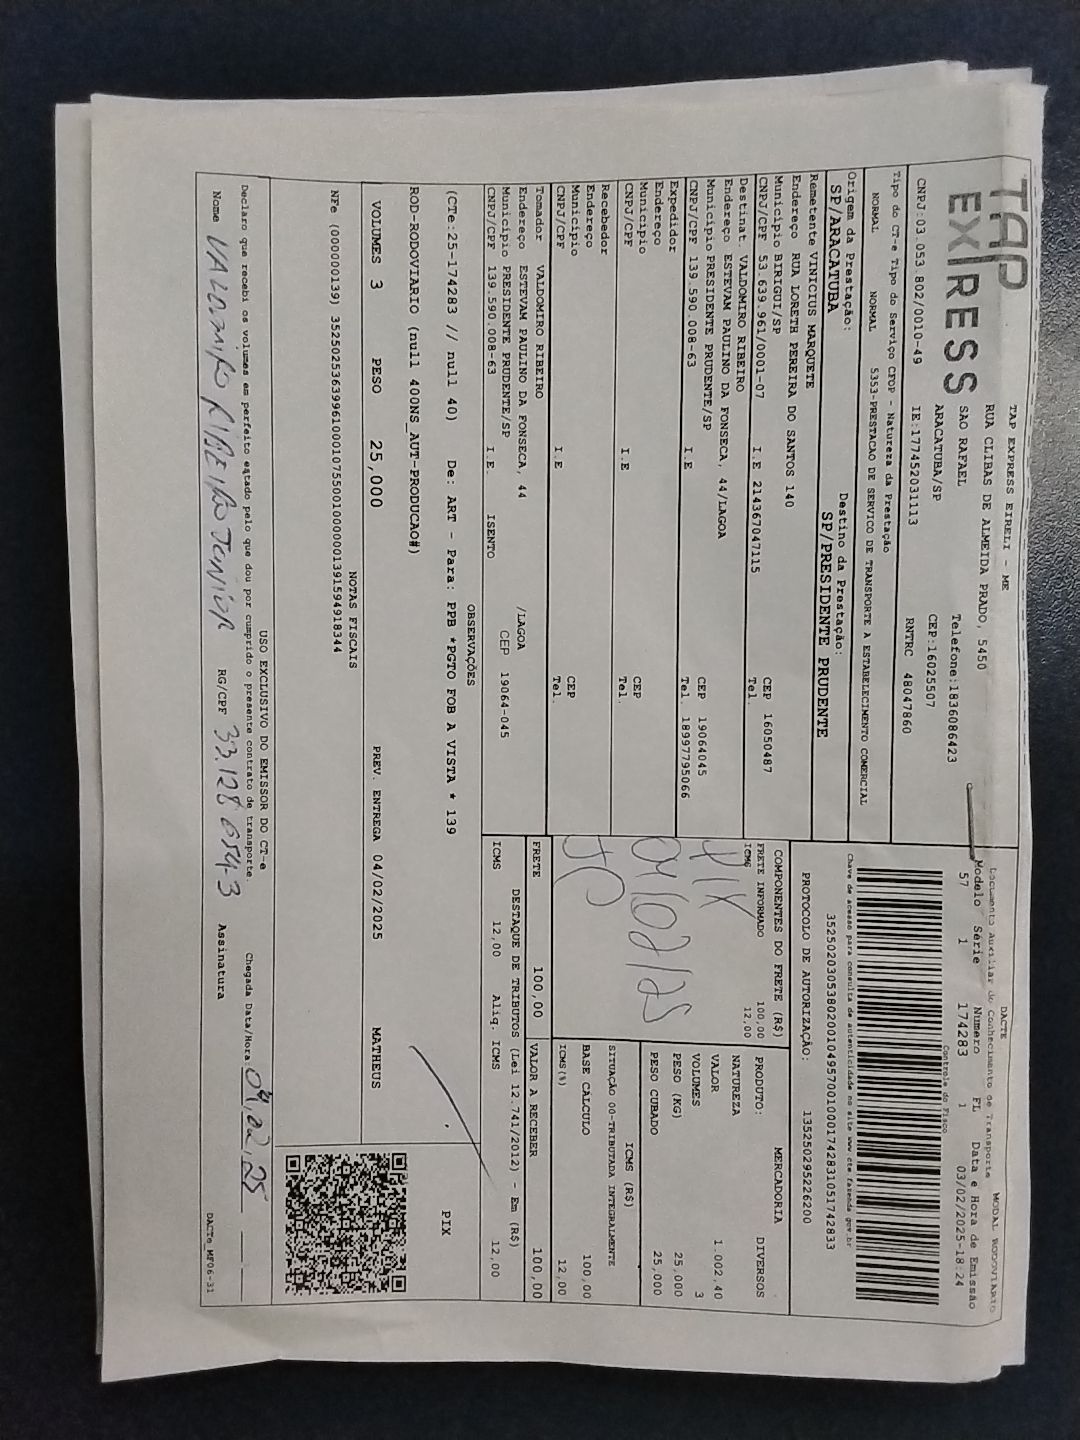 TAP
EXPRESS
TAP EXPRESS EIRELI - ME
RUA CLIBAS DE ALMEIDA PRADO, 5450
SAO RAFAEL
Telefone:1836086423
ARACATUBA/SP
CEP:16025507
CNPJ:03.053.802/0010-49
IE:177452031113
RNTRC 48047860
DACTE
MODAL RODOVIARIO
Documento Auxiliar do Conhecimento de Transporte
Modelo Série Numero FL Data e Hora de Emissão
57 1 174283 1 03/02/2025-18:24
Controle do Fisco
Chave de acesso para consulta de autenticidade no site www.cte.fazenda.gov.br
35250203053802001049570010001742831051742833
PROTOCOLO DE AUTORIZAÇÃO: 135250295226200
Tipo do CT-e Tipo do Serviço CFOP - Natureza da Prestação
NORMAL NORMAL 5353-PRESTACAO DE SERVICO DE TRANSPORTE A ESTABELECIMENTO COMERCIAL
Origem da Prestação: Destino da Prestação:
SP/ARACATUBA SP/PRESIDENTE PRUDENTE
Remetente VINICIUS MARQUETE
Endereço RUA LORETH PEREIRA DO SANTOS 140
Município BIRIGUI/SP CEP 16050487
CNPJ/CPF 53.639.961/0001-07 I.E 214367847115 Tel.
Destinat. VALDOMIRO RIBEIRO
Endereço ESTEVAM PAULINO DA FONSECA, 44/LAGOA
Município PRESIDENTE PRUDENTE/SP CEP 19064045
CNPJ/CPF 139.590.008-63 I.E Tel. 18997795066
Expedidor
Endereço
Município CEP
CNPJ/CPF I.E Tel.
Recebedor
Endereço
Município CEP
CNPJ/CPF I.E Tel.
Tomador VALDOMIRO RIBEIRO
Endereço ESTEVAM PAULINO DA FONSECA, 44 /LAGOA
Município PRESIDENTE PRUDENTE/SP CEP 19064-045
CNPJ/CPF 139.590.008-63 I.E. ISENTO
COMPONENTES DO FRETE (R$)
FRETE INFORMADO 100,00
ICMS 12,00
PIX
04/02/25
MERCADORIA
PRODUTO: DIVERSOS
NATUREZA
VALOR 1.002,40
VOLUMES 3
PESO (KG) 25,000
PESO CUBADO 25,000
ICMS (R$)
SITUAÇÃO 00-TRIBUTADA INTEGRALMENTE
BASE CALCULO 100,00
ICMS(%) 12,00
FRETE 100,00 VALOR A RECEBER 100,00
DESTAQUE DE TRIBUTOS (Lei 12.741/2012) - Em (R$)
ICMS 12,00 Aliq. ICMS 12,00
OBSERVAÇÕES
(CTe:25-174283 // null 40) De: ART - Para: PPB *PGTO FOB A VISTA * 139
PIX
ROD-RODOVIARIO (null 400NS_AUT-PRODUCAO#)
VOLUMES 3 PESO 25,000 PREV. ENTREGA 04/02/2025 MATHEUS
NOTAS FISCAIS
NFe (000000139) 35250253639961000107550010000001391594918344
USO EXCLUSIVO DO EMISSOR DO CT-e
Declaro que recebi os volumes em perfeito estado pelo que dou por cumprido o presente contrato de transporte. Chegada Data/Hora: 04,02,25
Nome VALDOMIRO RIBEIRO JUNIOR RG/CPF 33.128 654-3 Assinatura
DACTe MF06-31